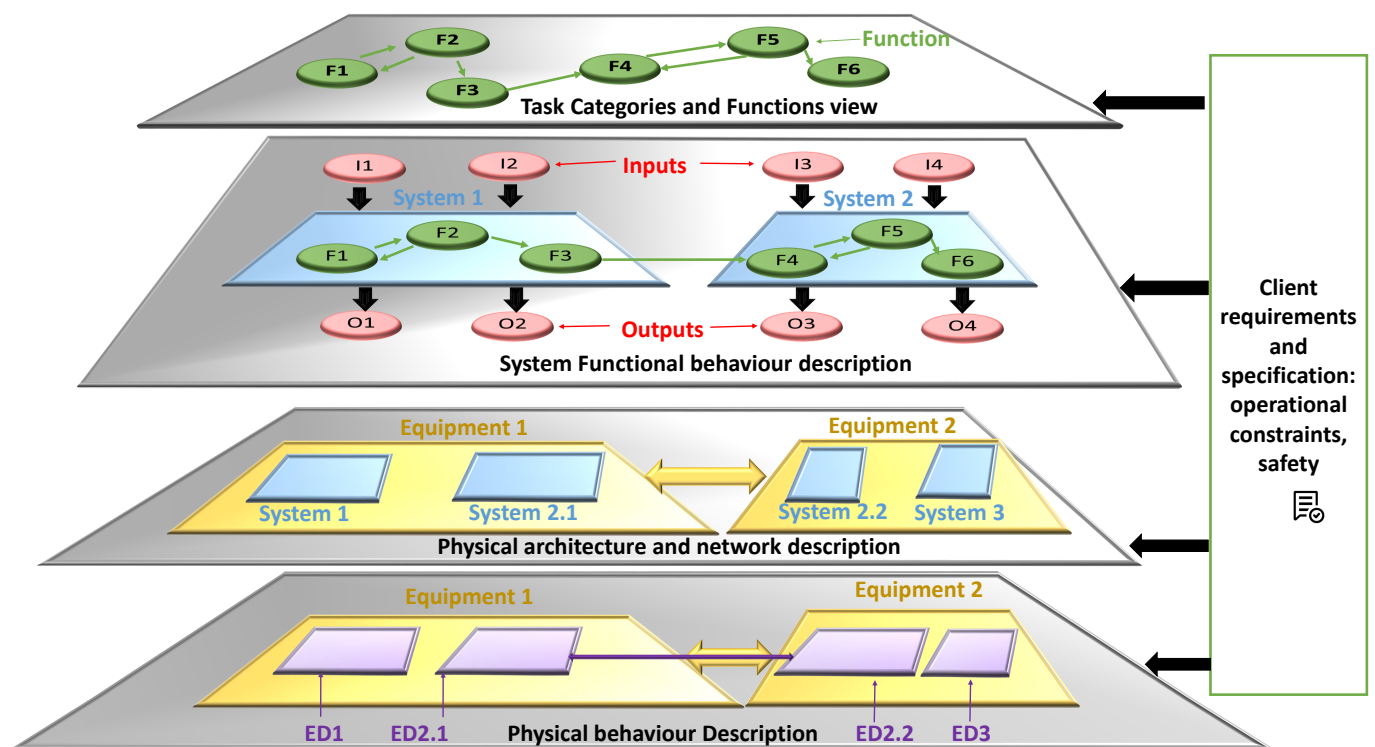 F2
F5
Function
F1
F4
F6
F3
Task Categories and Functions view
I1
I2
Inputs
I3
I4
System 1
System 2
F2
F5
F1
F3
F4
F6
O1
O2
Outputs
O3
O4
System Functional behaviour description
Equipment 1
Equipment 2
System 1
System 2.1
System 2.2
System 3
Physical architecture and network description
Equipment 1
Equipment 2
ED1
ED2.1
Physical behaviour Description
ED2.2
ED3
Client
requirements
and
specification:
operational
constraints,
safety